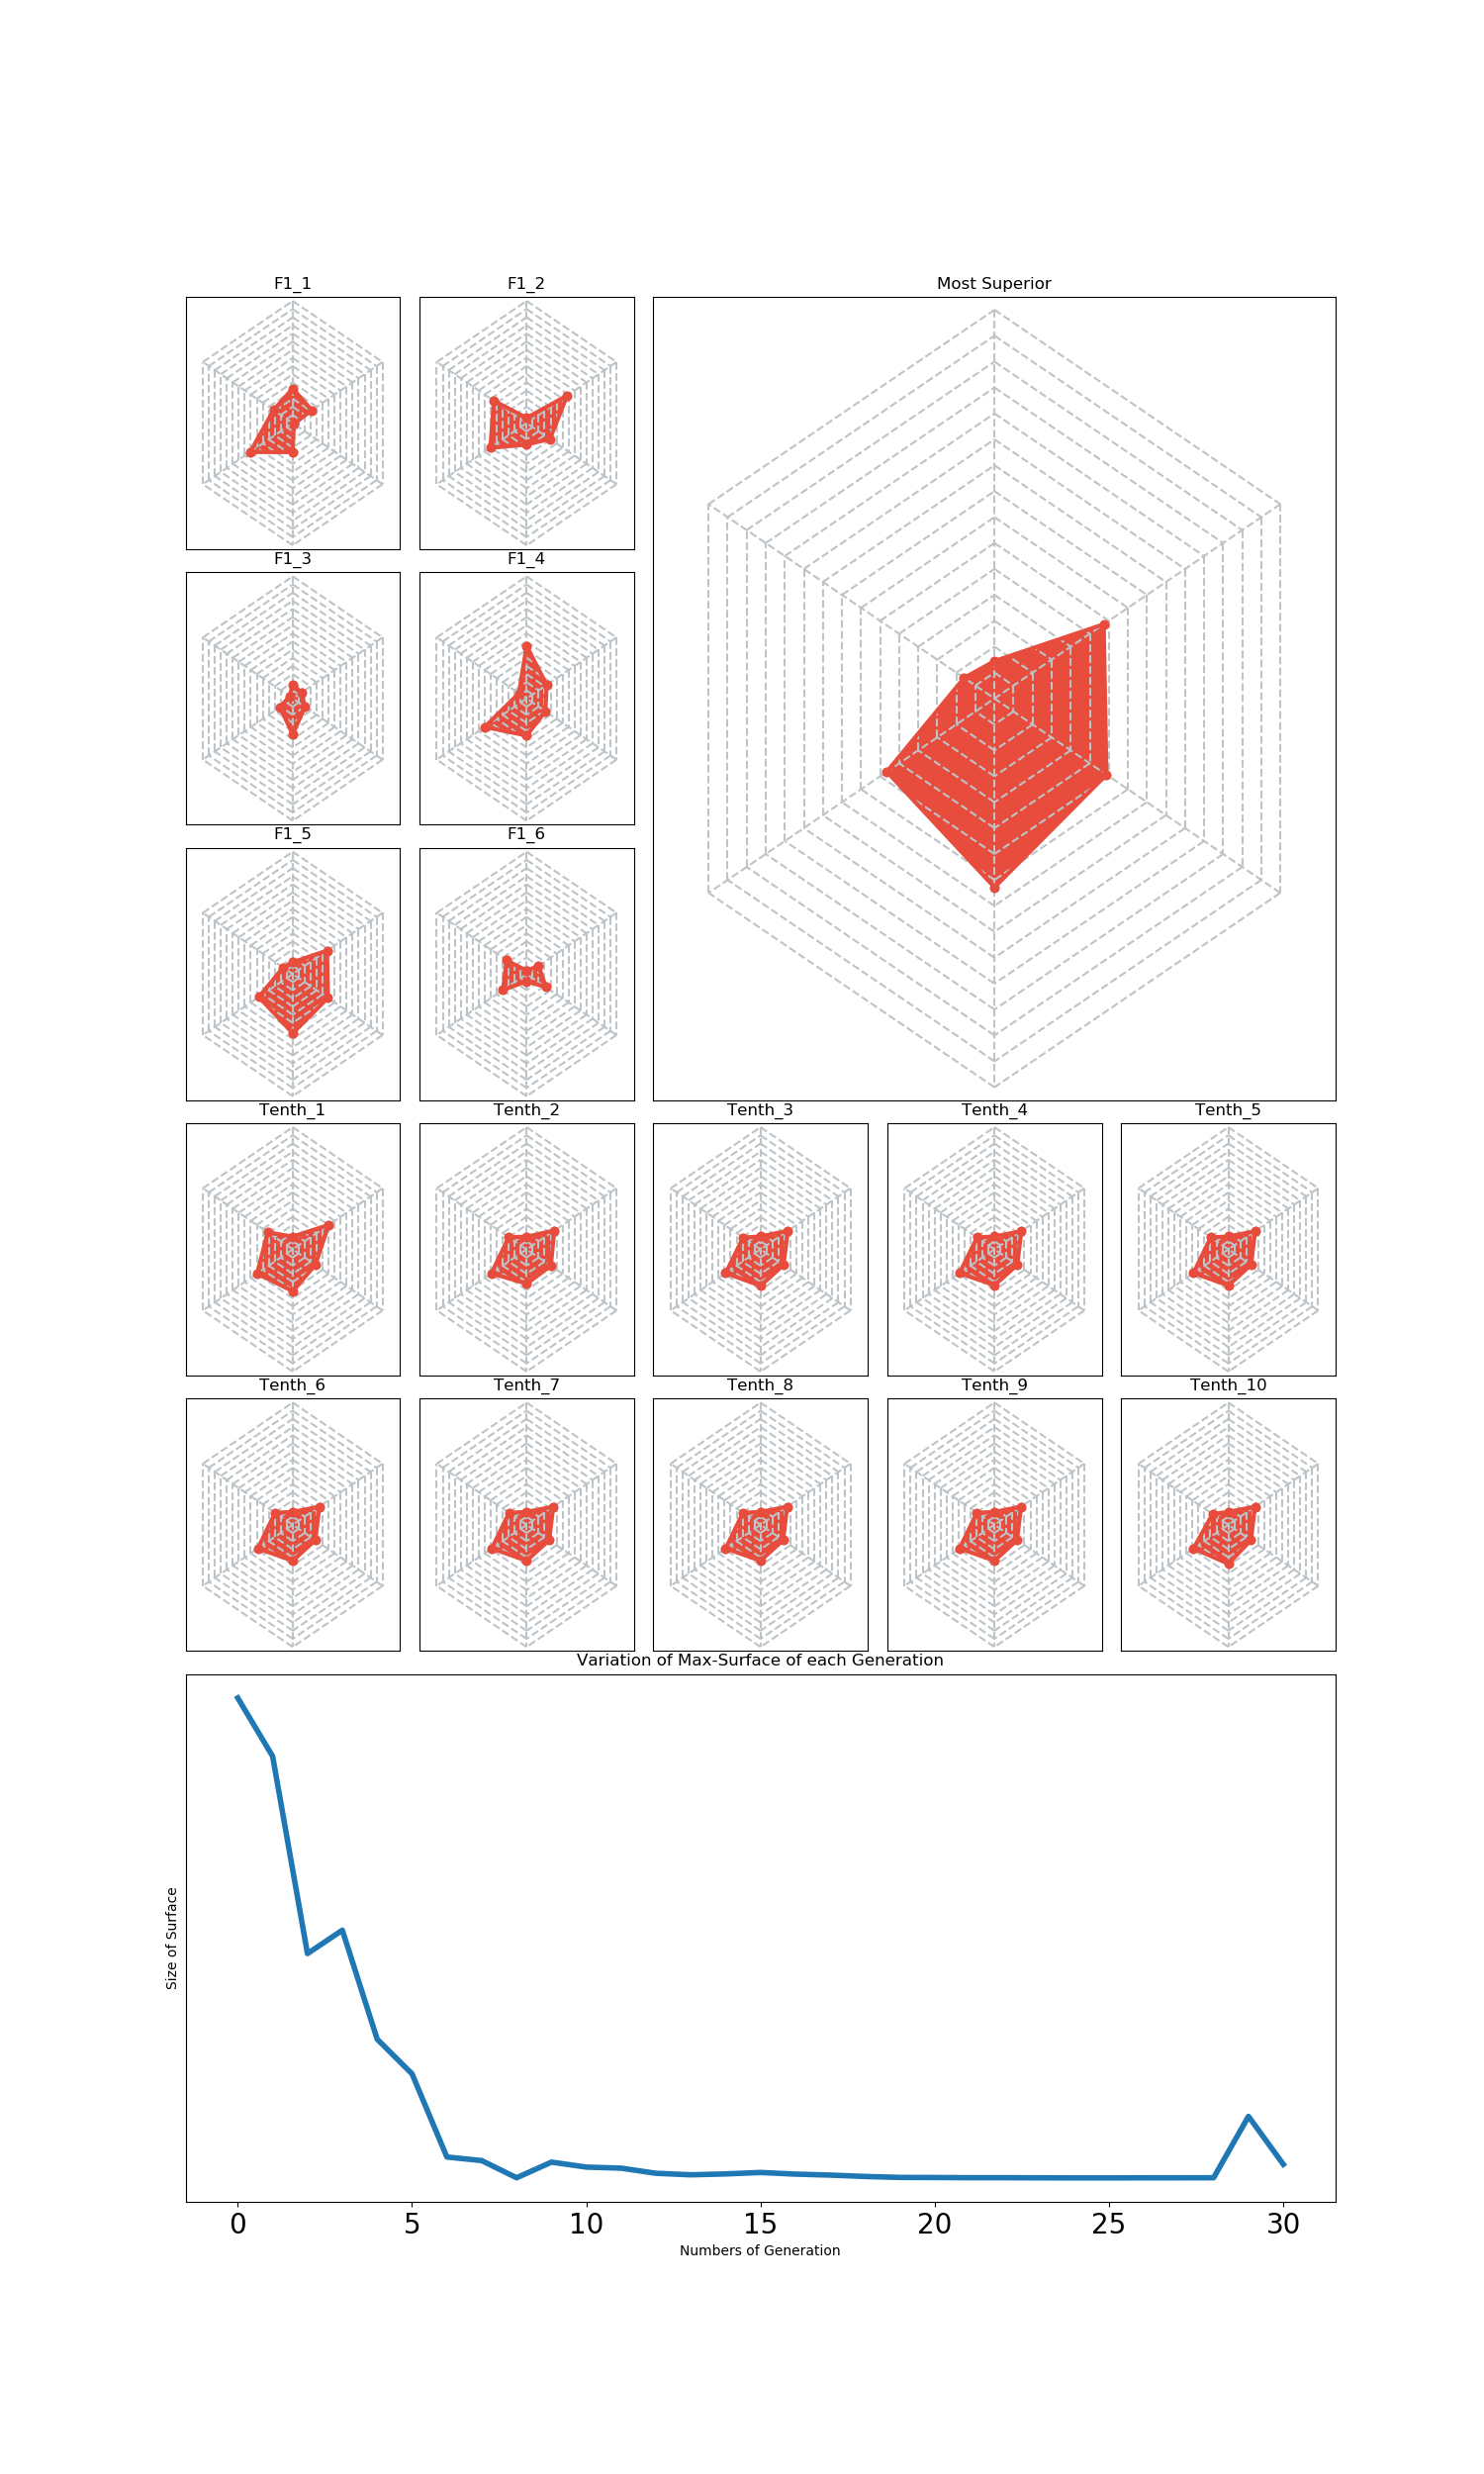 F1_1
F1_2
Most Superior
F1_3
F1_4
F1_5
F1_6
Tenth_1
Tenth_2
Tenth_3
Tenth_4
Tenth_5
Tenth_6
Tenth_7
Tenth_8
Tenth_9
Tenth_10
Variation of Max-Surface of each Generation
Size of Surface
0 5 10 15 20 25 30
Numbers of Generation